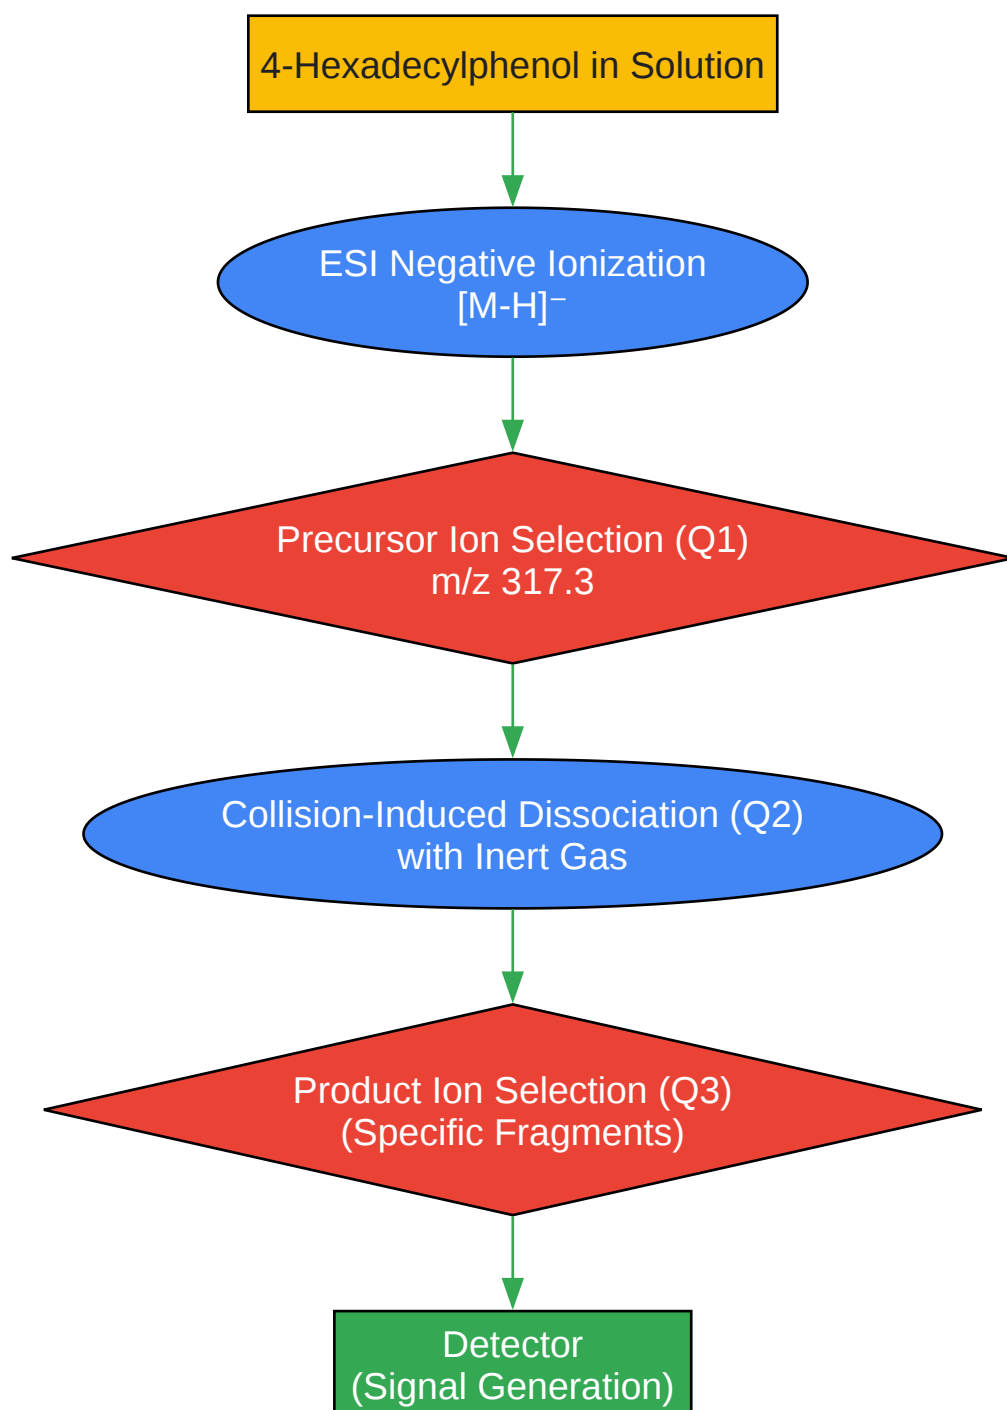 4-Hexadecylphenol in Solution
ESI Negative Ionization
[M-H]⁻
Precursor Ion Selection (Q1)
m/z 317.3
Collision-Induced Dissociation (Q2)
with Inert Gas
Product Ion Selection (Q3)
(Specific Fragments)
Detector
(Signal Generation)